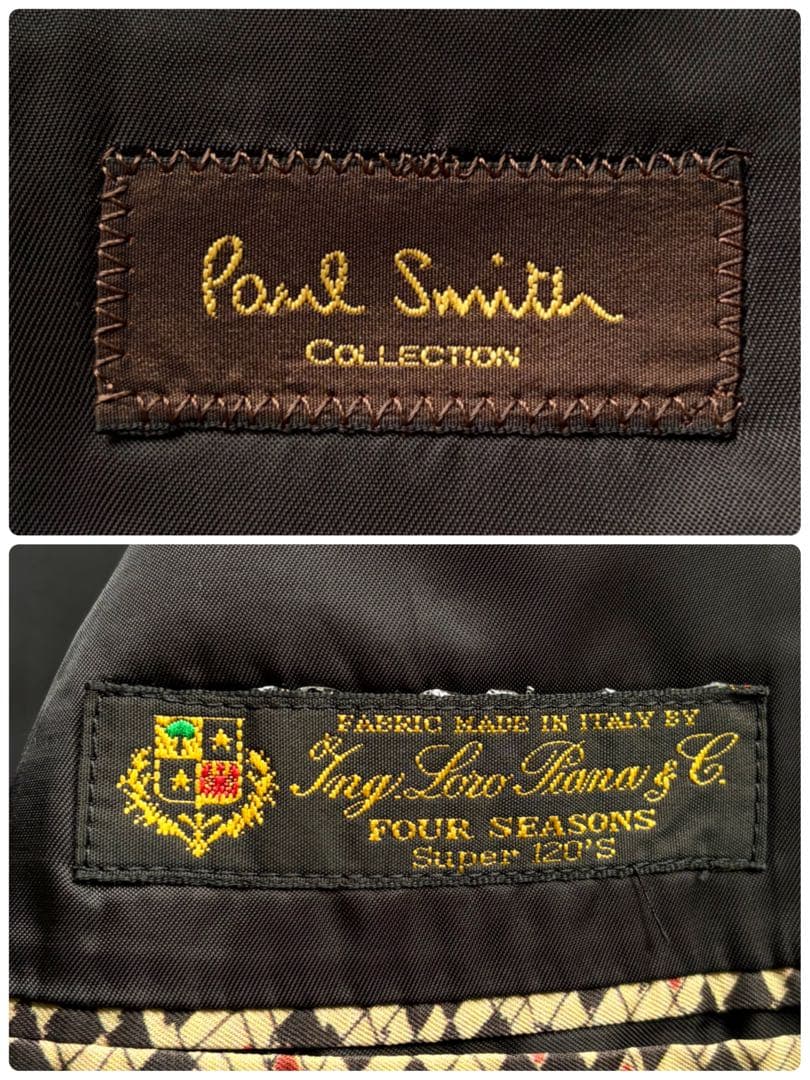 Paul Smith
COLLECTION
FABRIC MADE IN ITALY BY
Ing. Loro Piana & C.
FOUR SEASONS
Super 120'S